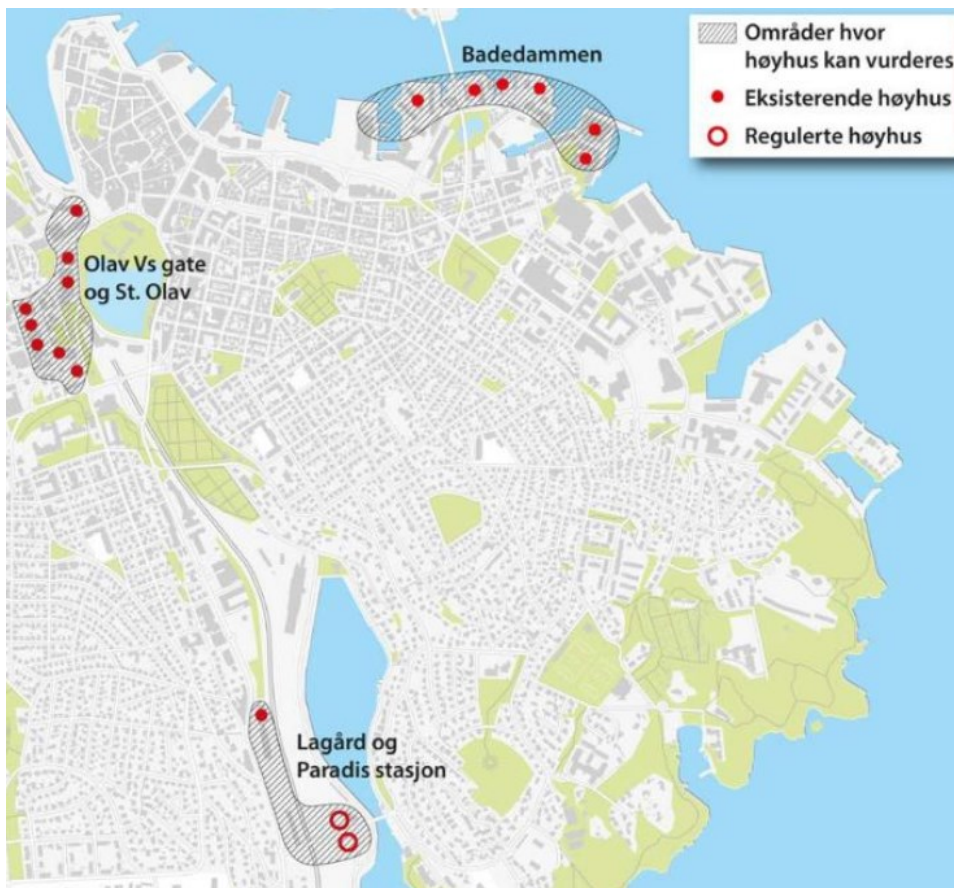 Områder hvor
høyhus kan vurderes
Eksisterende høyhus
Regulerte høyhus
Badedammen
Olav Vs gate
og St. Olav
Lagård og
Paradis stasjon